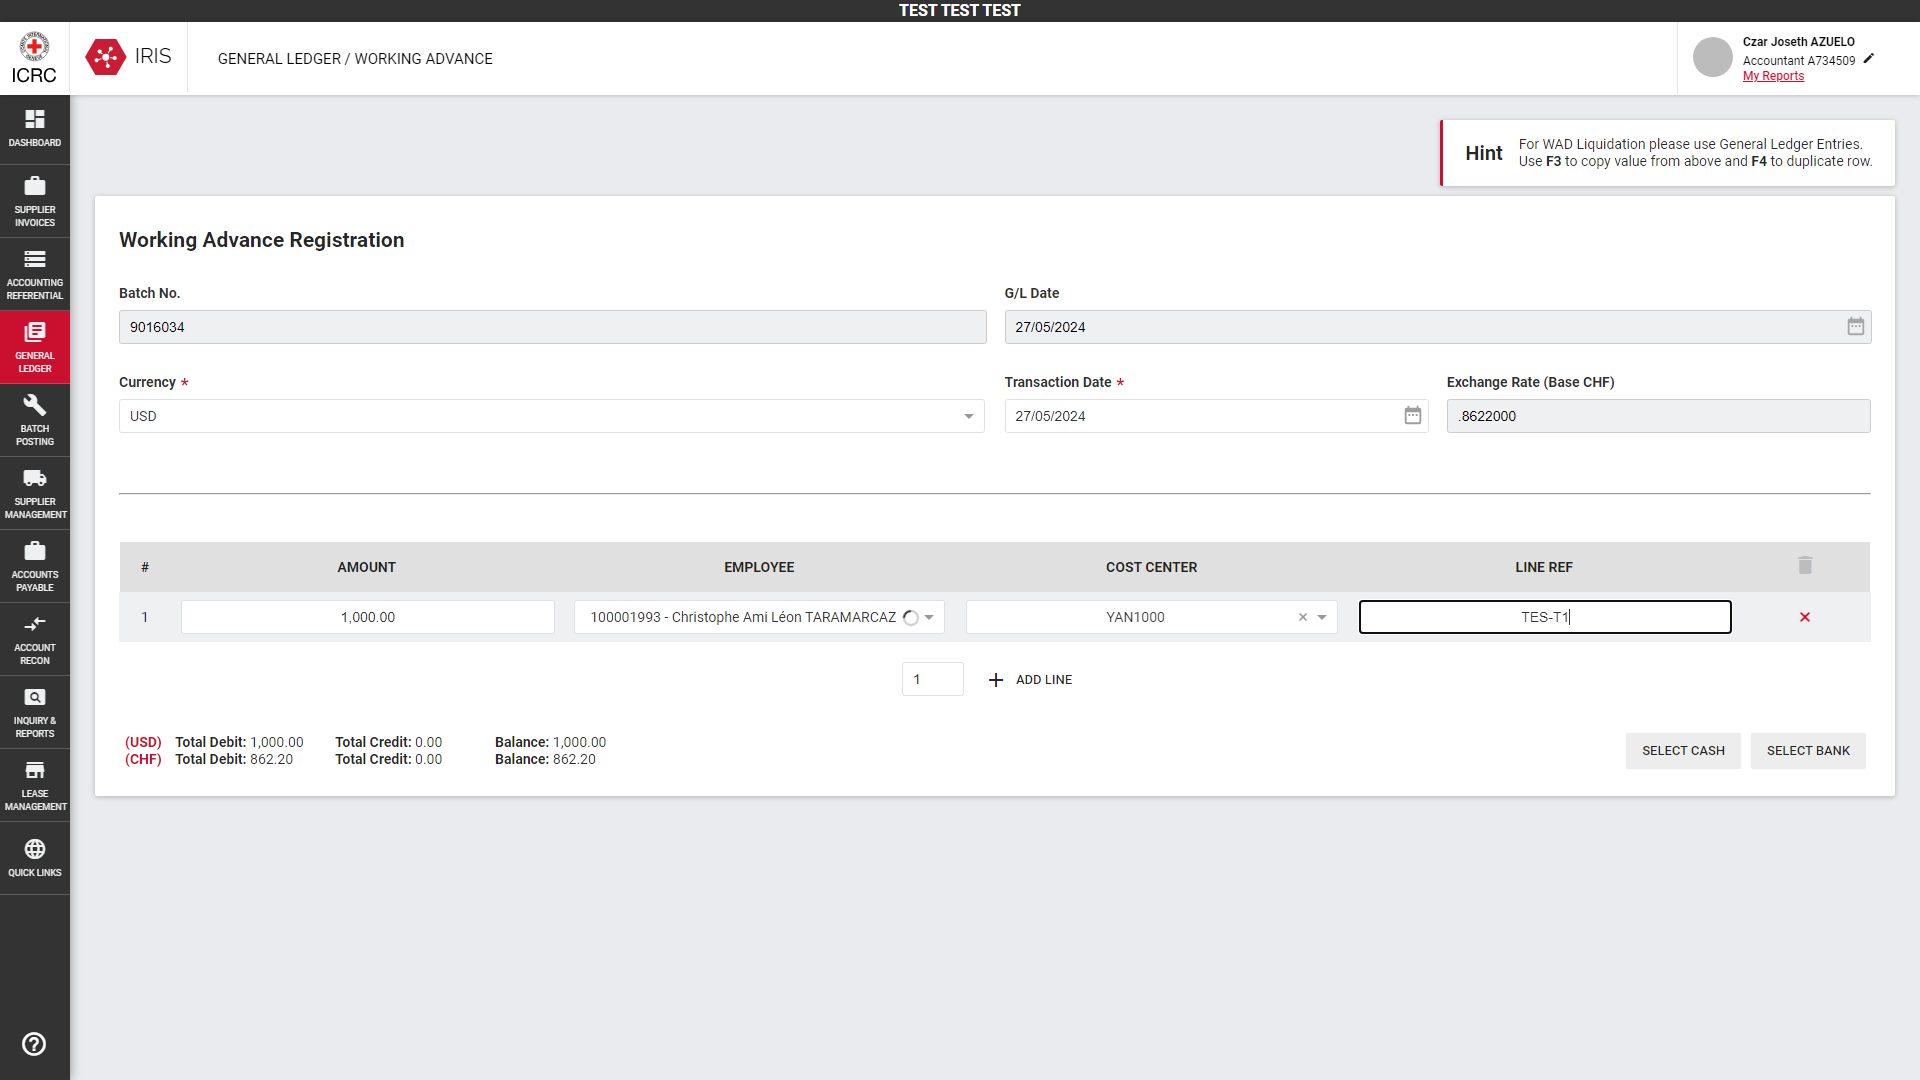 TEST TEST TEST
ICRC
IRIS
GENERAL LEDGER / WORKING ADVANCE
Czar Joseth AZUELO
Accountant A734509
My Reports
DASHBOARD
SUPPLIER
INVOICES
ACCOUNTING
REFERENTIAL
GENERAL
LEDGER
BATCH
POSTING
SUPPLIER
MANAGEMENT
ACCOUNTS
PAYABLE
ACCOUNT
RECON
INQUIRY &
REPORTS
LEASE
MANAGEMENT
QUICK LINKS
Hint
For WAD Liquidation please use General Ledger Entries.
Use F3 to copy value from above and F4 to duplicate row.
Working Advance Registration
Batch No.
G/L Date
9016034
27/05/2024
Currency *
Transaction Date *
Exchange Rate (Base CHF)
USD
27/05/2024
.8622000
# AMOUNT EMPLOYEE COST CENTER LINE REF
1 1,000.00 100001993 - Christophe Ami Léon TARAMARCAZ YAN1000 TES-T1
1 ADD LINE
(USD) Total Debit: 1,000.00 Total Credit: 0.00 Balance: 1,000.00
(CHF) Total Debit: 862.20 Total Credit: 0.00 Balance: 862.20
SELECT CASH
SELECT BANK